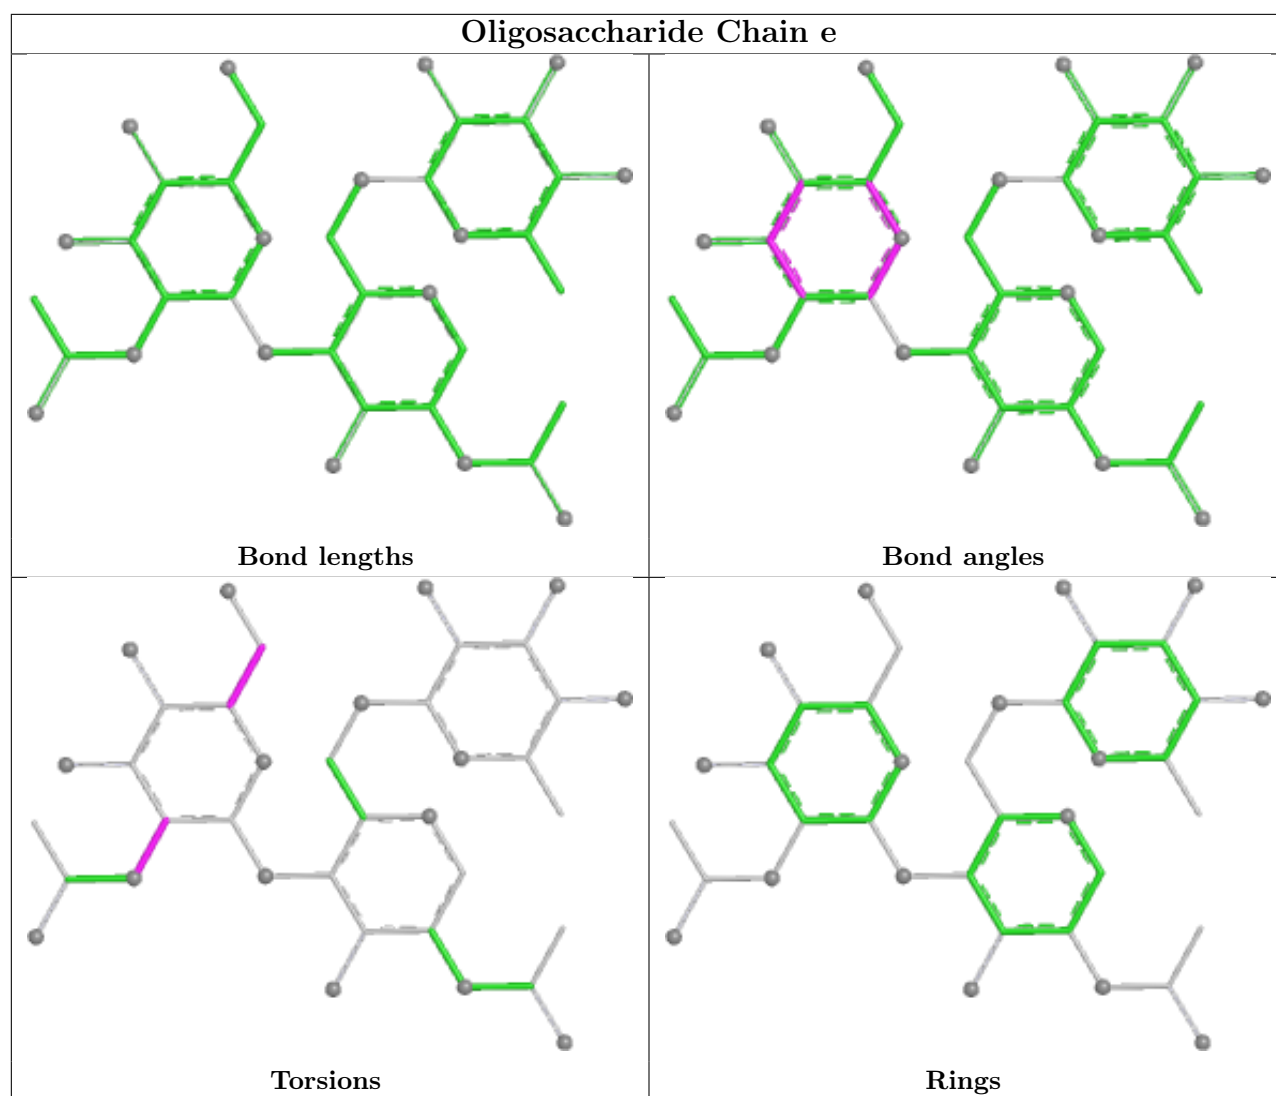 Oligosaccharide Chain e
Bond lengths
Bond angles
Torsions
Rings